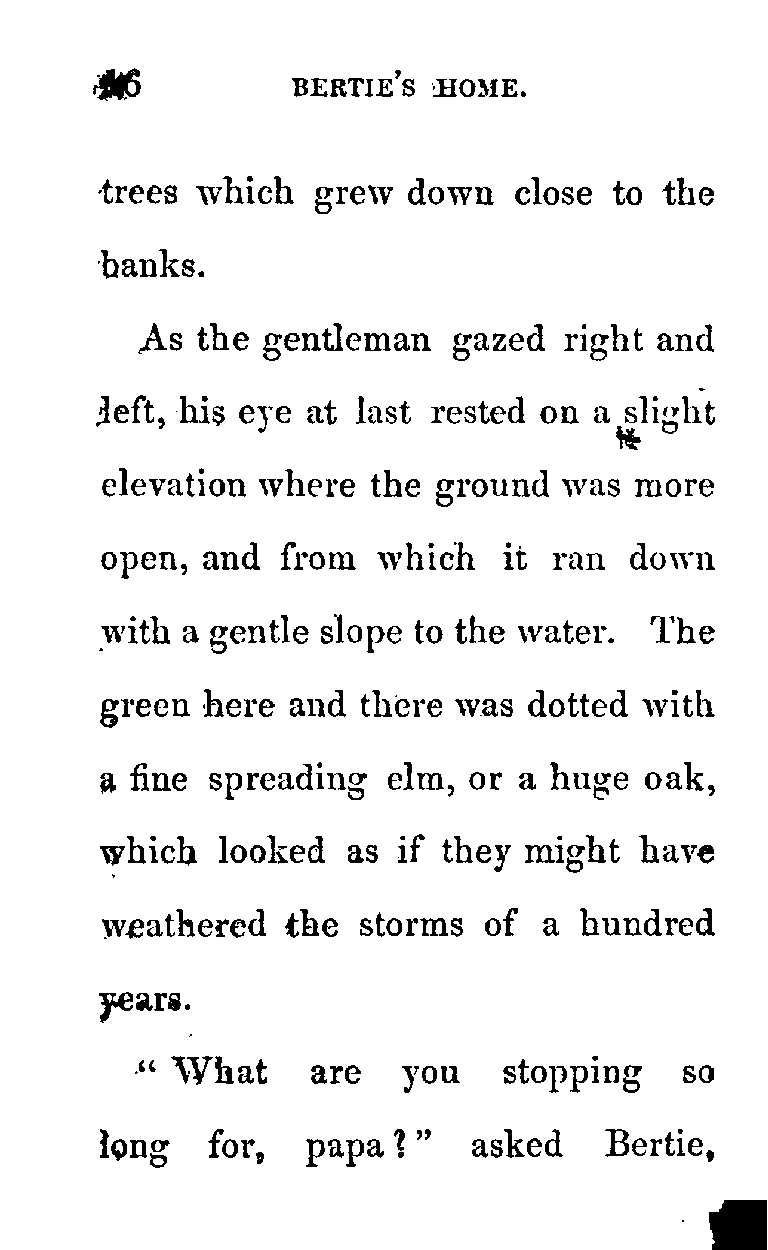 BERTIE'S HOME.
trees which grew down close to the
banks.
As the gentleman gazed right and
left, his eye at last rested on a slight
elevation where the ground was more
open, and from which it ran down
with a gentle slope to the water. The
green here and there was dotted with
a fine spreading elm, or a huge oak,
which looked as if they might have
weathered the storms of a hundred
years.
"What are you stopping so
long for, papa?" asked Bertie,